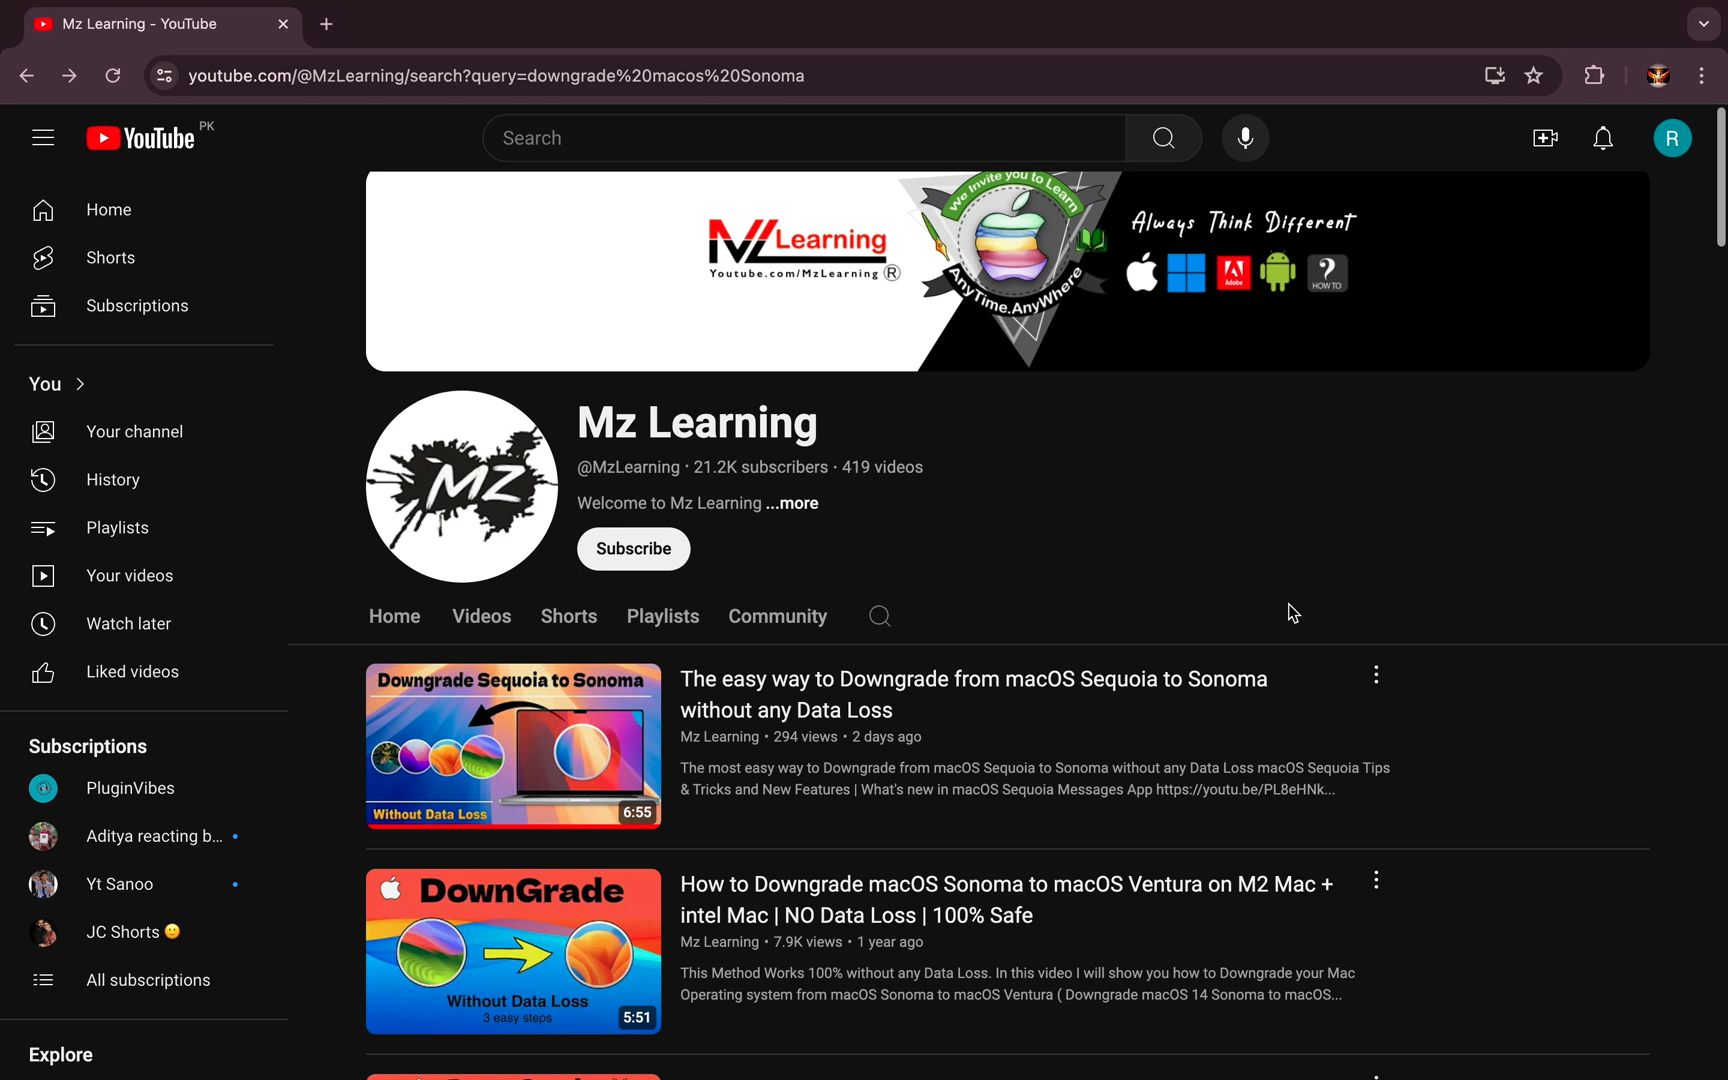 Mz Learning - YouTube
youtube.com/@MzLearning/search?query=downgrade%20macos%20Sonoma
YouTube PK
Search
R
Home
Shorts
Subscriptions
You
Your channel
History
Playlists
Your videos
Watch later
Liked videos
Subscriptions
PluginVibes
Aditya reacting b...
Yt Sanoo
JC Shorts 🙂
All subscriptions
Explore
MZ Learning
Youtube.com/MzLearning ®
We Invite you to Learn
AnyTime.AnyWhere
Always Think Different
Adobe
?
HOW TO
MZ
Mz Learning
@MzLearning · 21.2K subscribers · 419 videos
Welcome to Mz Learning ...more
Subscribe
Home
Videos
Shorts
Playlists
Community
Downgrade Sequoia to Sonoma
Without Data Loss
6:55
The easy way to Downgrade from macOS Sequoia to Sonoma
without any Data Loss
Mz Learning • 294 views • 2 days ago
The most easy way to Downgrade from macOS Sequoia to Sonoma without any Data Loss macOS Sequoia Tips
& Tricks and New Features | What's new in macOS Sequoia Messages App https://youtu.be/PL8eHNk...
DownGrade
Without Data Loss
3 easy steps
5:51
How to Downgrade macOS Sonoma to macOS Ventura on M2 Mac +
intel Mac | NO Data Loss | 100% Safe
Mz Learning • 7.9K views • 1 year ago
This Method Works 100% without any Data Loss. In this video I will show you how to Downgrade your Mac
Operating system from macOS Sonoma to macOS Ventura ( Downgrade macOS 14 Sonoma to macOS...